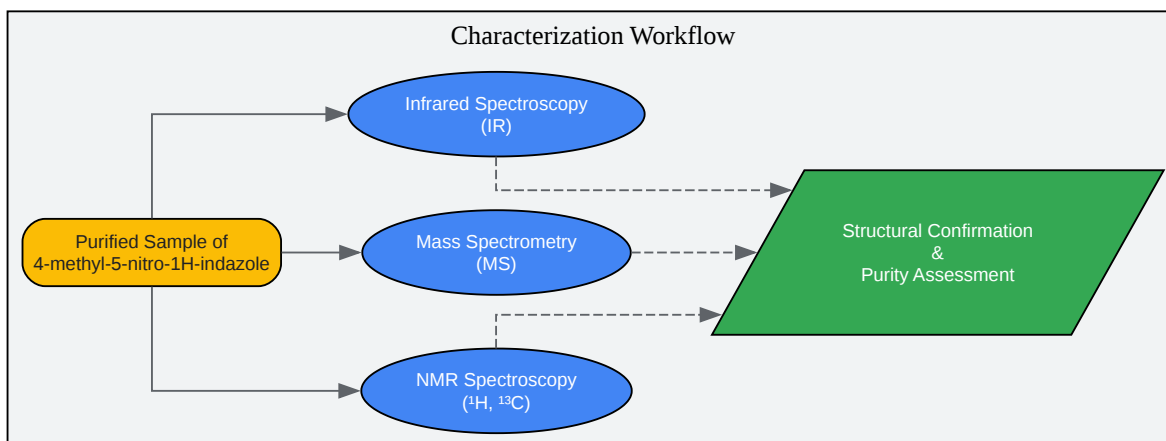 Characterization Workflow
Infrared Spectroscopy
(IR)
Purified Sample of
4-methyl-5-nitro-1H-indazole
Mass Spectrometry
(MS)
Structural Confirmation
&
Purity Assessment
NMR Spectroscopy
(¹H, ¹³C)